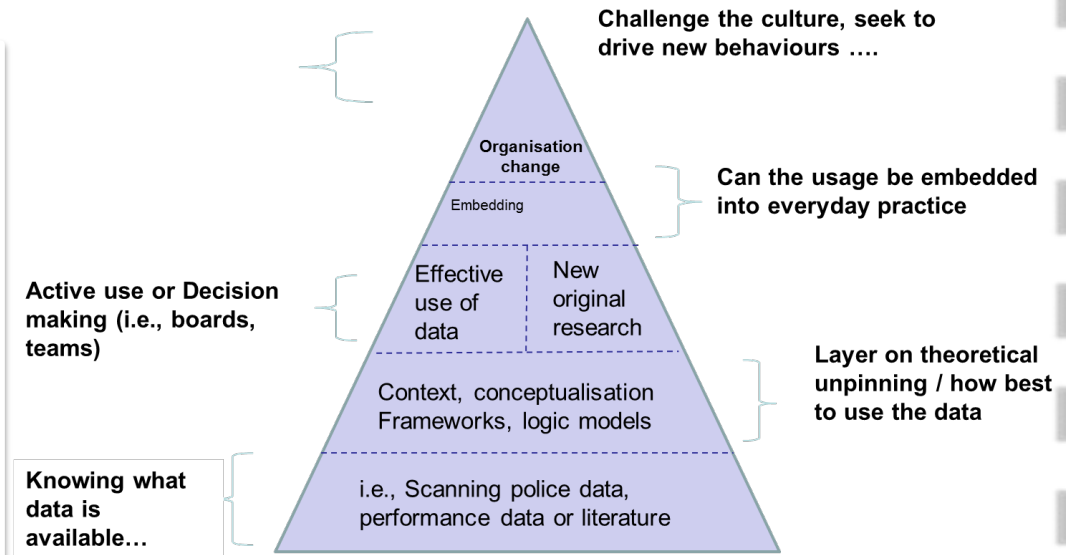 Challenge the culture, seek to
drive new behaviours ....
Organisation
change
Can the usage be embedded
into everyday practice
Embedding
Active use or Decision
making (i.e., boards,
teams)
Effective
use of
data
New
original
research
Layer on theoretical
unpinning / how best
to use the data
Context, conceptualisation
Frameworks, logic models
Knowing what
data is
available…
i.e., Scanning police data,
performance data or literature